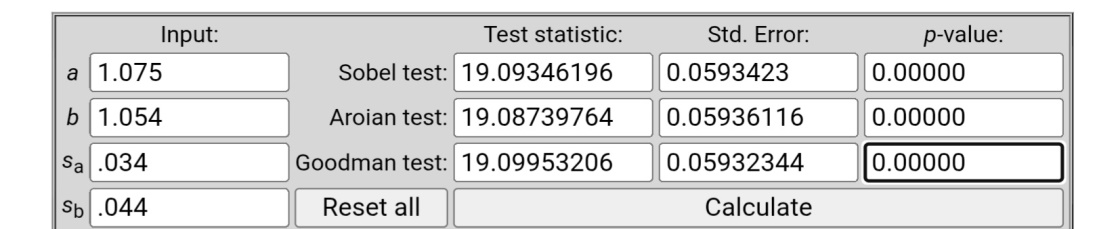 Input: Test statistic: Std. Error: p-value:
a 1.075 Sobel test: 19.09346196 0.0593423 0.00000
b 1.054 Aroian test: 19.08739764 0.05936116 0.00000
sa .034 Goodman test: 19.09953206 0.05932344 0.00000
sb .044 Reset all Calculate